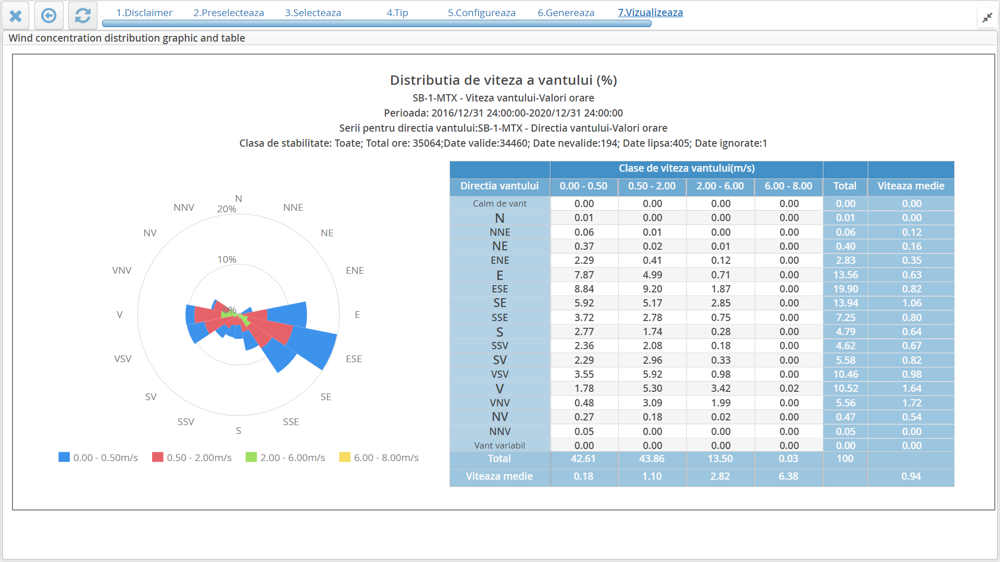 1.Disclaimer 2.Preselecteaza 3.Selecteaza 4.Tip 5.Configureaza 6.Genereaza 7.Vizualizeaza
Wind concentration distribution graphic and table
Distributia de viteza a vantului (%)
SB-1-MTX - Viteza vantului-Valori orare
Perioada: 2016/12/31 24:00:00-2020/12/31 24:00:00
Serii pentru directia vantului:SB-1-MTX - Directia vantului-Valori orare
Clasa de stabilitate: Toate; Total ore: 35064;Date valide:34460; Date nevalide:194; Date lipsa:405; Date ignorate:1
N
NNV 20% NNE
NV NE
10%
VNV ENE
V 0% E
VSV ESE
SV SE
SSV SSE
S
0.00 - 0.50m/s 0.50 - 2.00m/s 2.00 - 6.00m/s 6.00 - 8.00m/s
Clase de viteza vantului(m/s)
Directia vantului 0.00 - 0.50 0.50 - 2.00 2.00 - 6.00 6.00 - 8.00 Total Viteaza medie
Calm de vant 0.00 0.00 0.00 0.00 0.00 0.00
N 0.01 0.00 0.00 0.00 0.01 0.00
NNE 0.06 0.01 0.00 0.00 0.06 0.12
NE 0.37 0.02 0.01 0.00 0.40 0.16
ENE 2.29 0.41 0.12 0.00 2.83 0.35
E 7.87 4.99 0.71 0.00 13.56 0.63
ESE 8.84 9.20 1.87 0.00 19.90 0.82
SE 5.92 5.17 2.85 0.00 13.94 1.06
SSE 3.72 2.78 0.75 0.00 7.25 0.80
S 2.77 1.74 0.28 0.00 4.79 0.64
SSV 2.36 2.08 0.18 0.00 4.62 0.67
SV 2.29 2.96 0.33 0.00 5.58 0.82
VSV 3.55 5.92 0.98 0.00 10.46 0.98
V 1.78 5.30 3.42 0.02 10.52 1.64
VNV 0.48 3.09 1.99 0.00 5.56 1.72
NV 0.27 0.18 0.02 0.00 0.47 0.54
NNV 0.05 0.00 0.00 0.00 0.05 0.00
Vant variabil 0.00 0.00 0.00 0.00 0.00 0.00
Total 42.61 43.86 13.50 0.03 100
Viteaza medie 0.18 1.10 2.82 6.38 0.94